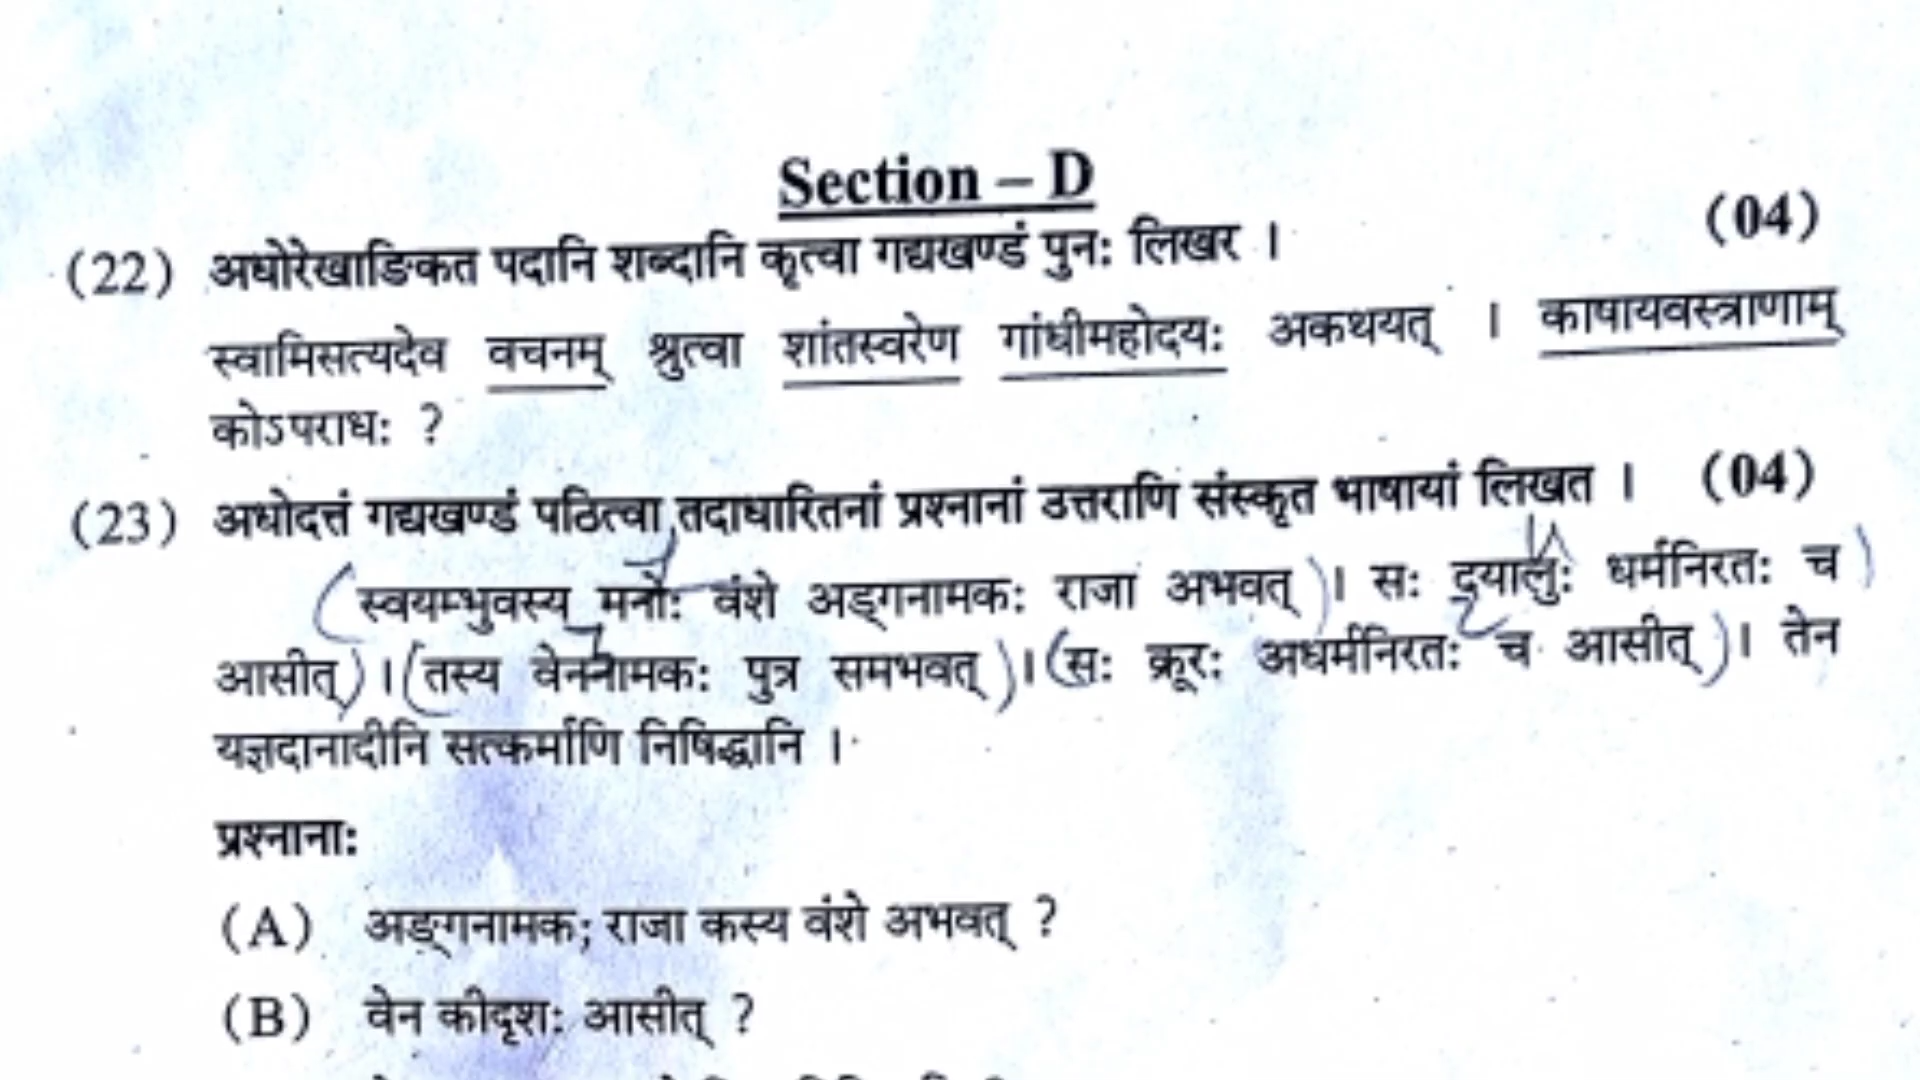 Section – D
(22) अधोरेखाङिकत पदानि शब्दानि कृत्वा गद्यखण्डं पुन: लिखर । (04)
स्वामिसत्यदेव वचनम् श्रुत्वा शांतस्वरेण गांधीमहोदय: अकथयत् । काषायवस्त्राणाम्
कोऽपराध: ?
(23) अधोदत्तं गद्यखण्डं पठित्वा तदाधारितनां प्रश्नानां उत्तराणि संस्कृत भाषायां लिखत । (04)
स्वयम्भुवस्य मनो: वंशे अङ्गनामक: राजा अभवत् । स: दयालु: धर्मनिरत: च
आसीत् । तस्य वेननामक: पुत्र समभवत् । स: क्रूर: अधर्मनिरत: च आसीत् । तेन
यज्ञदानादीनि सत्कर्माणि निषिद्धानि ।
प्रश्नाना:
(A) अङ्गनामक; राजा कस्य वंशे अभवत् ?
(B) वेन कीदृश: आसीत् ?